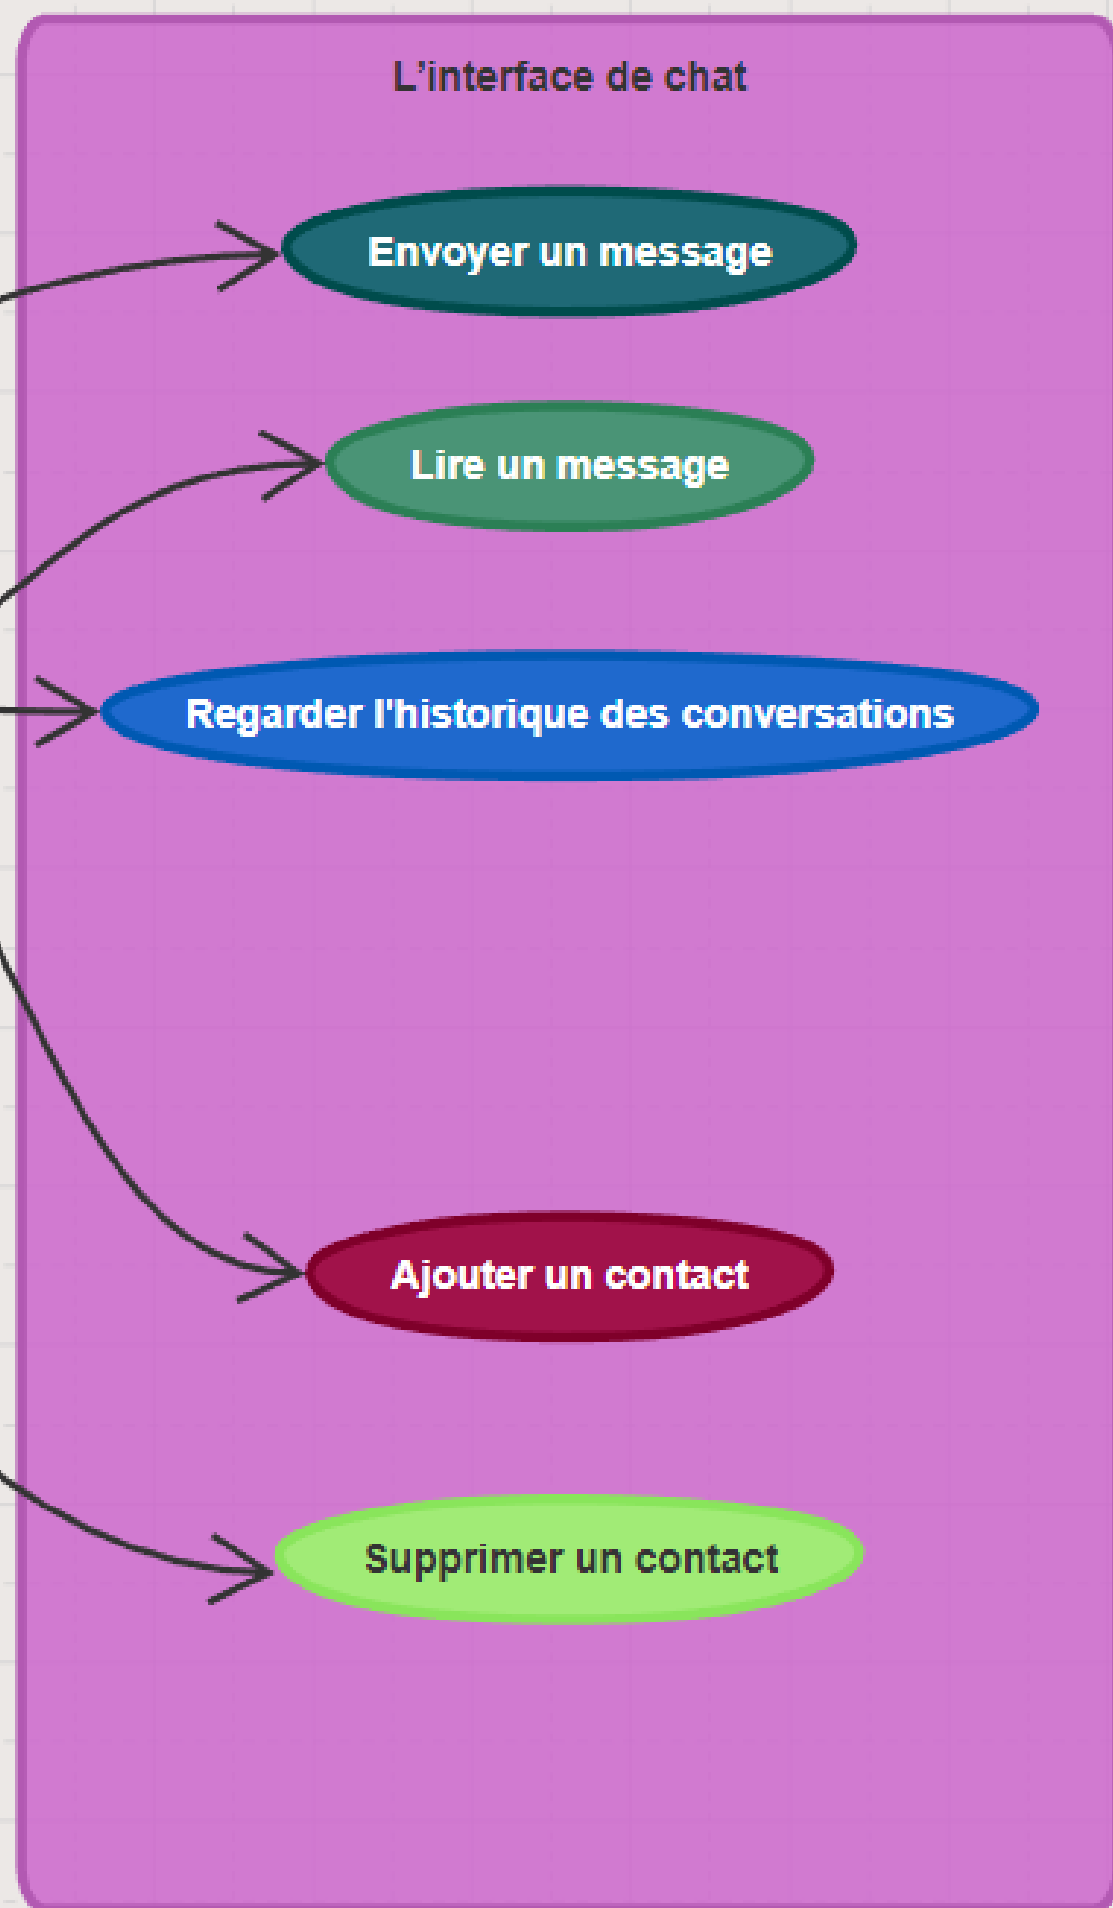 L’interface de chat
Envoyer un message
Lire un message
Regarder l'historique des conversations
Ajouter un contact
Supprimer un contact